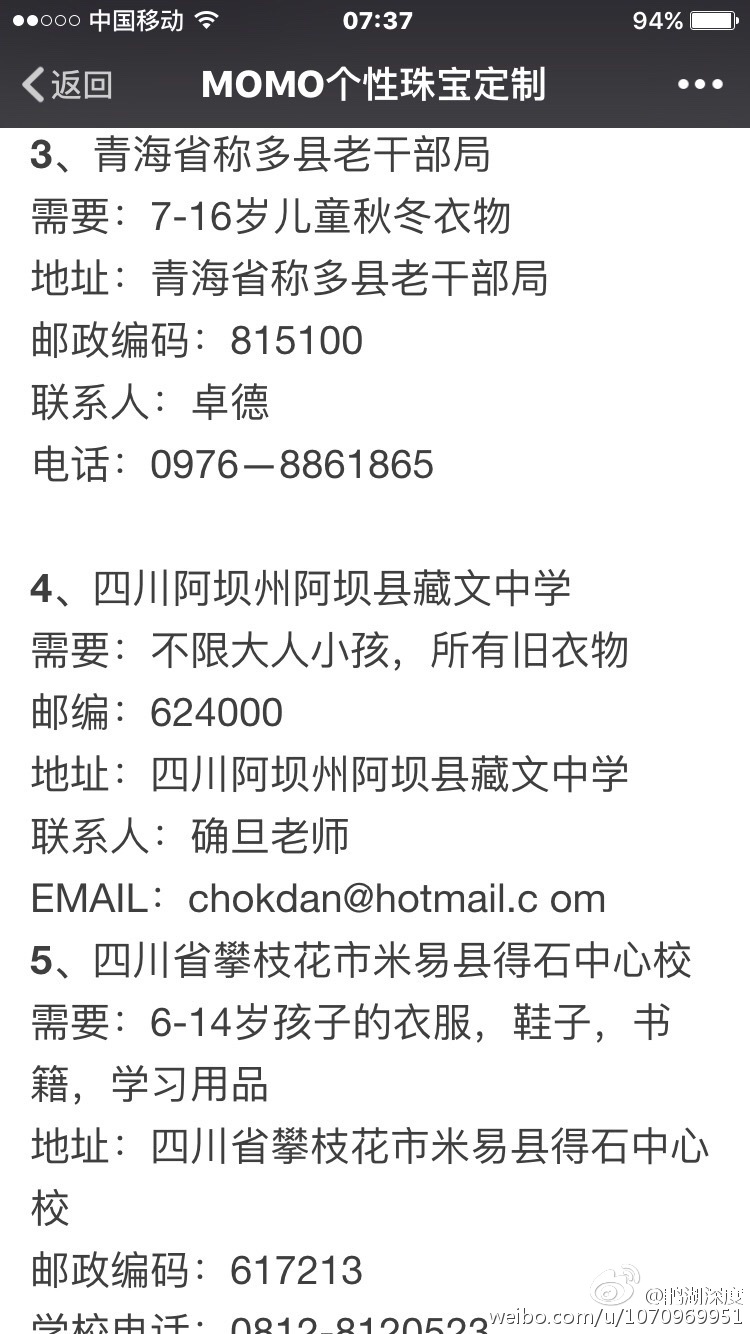 中国移动 07:37 94%
返回 MOMO个性珠宝定制
3、青海省称多县老干部局
需要：7-16岁儿童秋冬衣物
地址：青海省称多县老干部局
邮政编码：815100
联系人：卓德
电话：0976—8861865
4、四川阿坝州阿坝县藏文中学
需要：不限大人小孩，所有旧衣物
邮编：624000
地址：四川阿坝州阿坝县藏文中学
联系人：确旦老师
EMAIL：chokdan@hotmail.c om
5、四川省攀枝花市米易县得石中心校
需要：6-14岁孩子的衣服，鞋子，书
籍，学习用品
地址：四川省攀枝花市米易县得石中心
校
邮政编码：617213
学校电话：0812-8120523
@鹊湖深度
weibo.com/u/1070969951